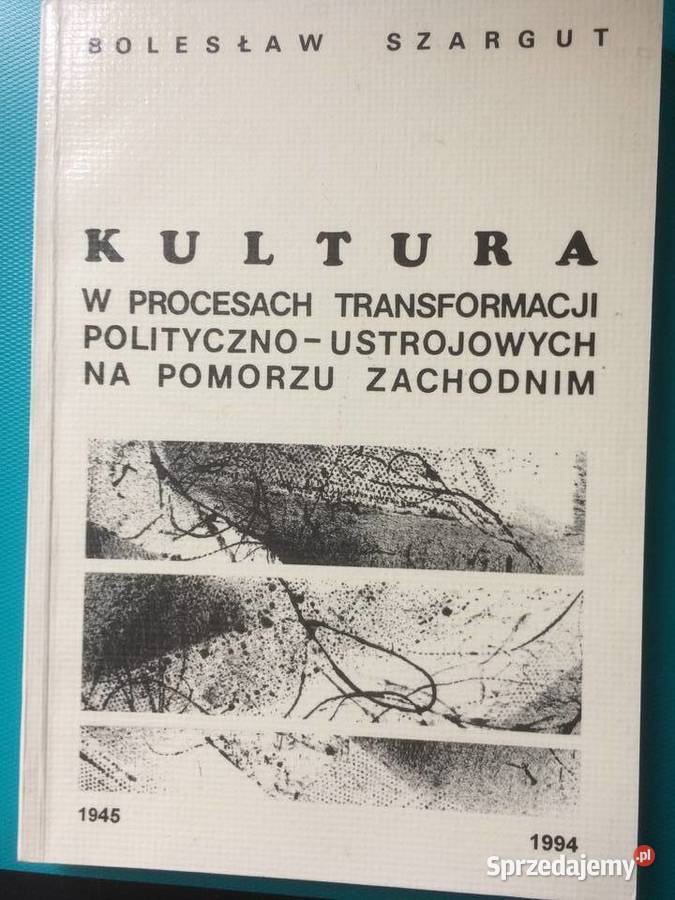 BOLESŁAW SZARGUT
KULTURA
W PROCESACH TRANSFORMACJI
POLITYCZNO-USTROJOWYCH
NA POMORZU ZACHODNIM
1945
1994
Sprzedajemy.pl